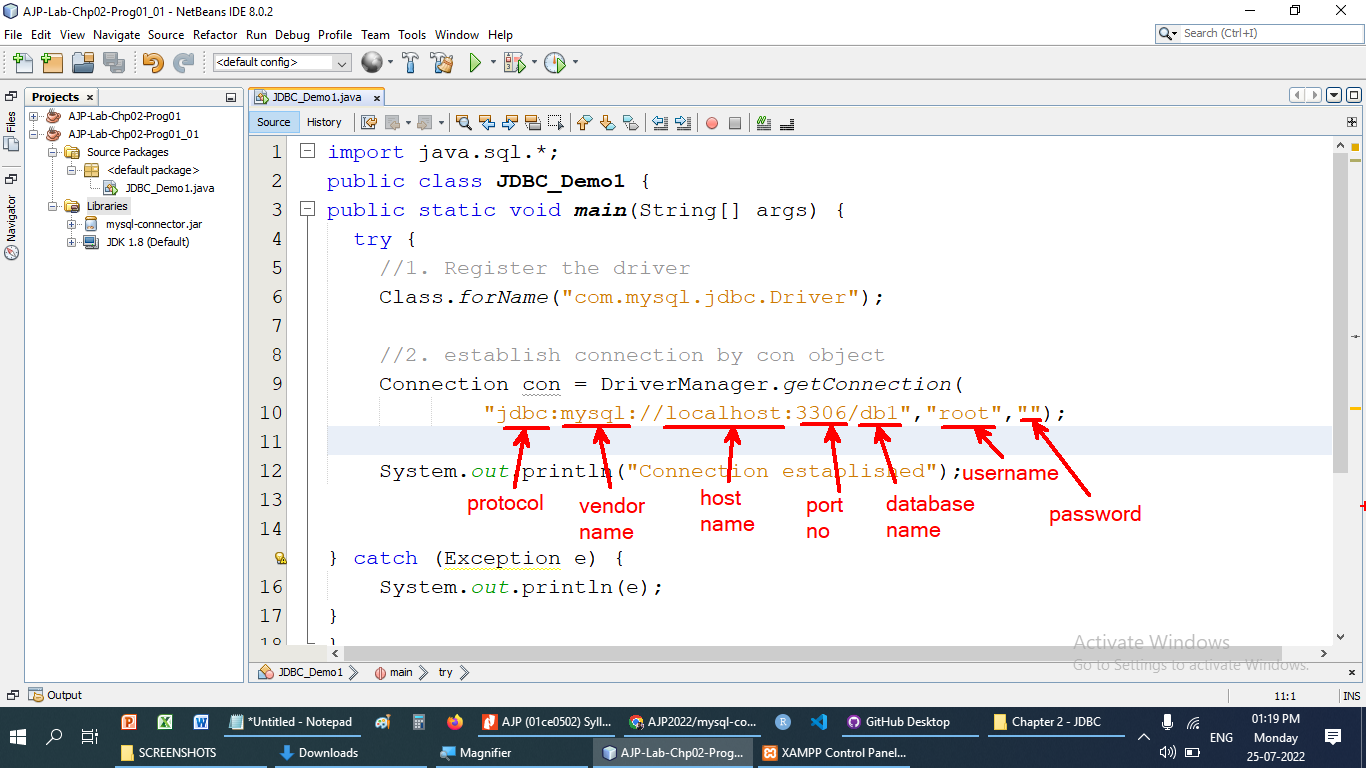 AJP-Lab-Chp02-Prog01_01 - NetBeans IDE 8.0.2
File Edit View Navigate Source Refactor Run Debug Profile Team Tools Window Help
Search (Ctrl+I)
<default config>
Files
Navigator
Projects
AJP-Lab-Chp02-Prog01
AJP-Lab-Chp02-Prog01_01
Source Packages
<default package>
JDBC_Demo1.java
Libraries
mysql-connector.jar
JDK 1.8 (Default)
JDBC_Demo1.java
Source History
1 import java.sql.*;
2 public class JDBC_Demo1 {
3 public static void main(String[] args) {
4 try {
5 //1. Register the driver
6 Class.forName("com.mysql.jdbc.Driver");
7
8 //2. establish connection by con object
9 Connection con = DriverManager.getConnection(
10 "jdbc:mysql://localhost:3306/db1","root","");
11
12 System.out.println("Connection established");
protocol
vendor
name
host
name
port
no
database
name
username
password
13
14
} catch (Exception e) {
16 System.out.println(e);
17 }
18 }
Activate Windows
Go to Settings to activate Windows.
JDBC_Demo1 main try
Output
11:1 INS
*Untitled - Notepad
AJP (01ce0502) Syll...
AJP2022/mysql-co...
GitHub Desktop
Chapter 2 - JDBC
SCREENSHOTS
Downloads
Magnifier
AJP-Lab-Chp02-Prog...
XAMPP Control Panel...
ENG
01:19 PM
Monday
25-07-2022